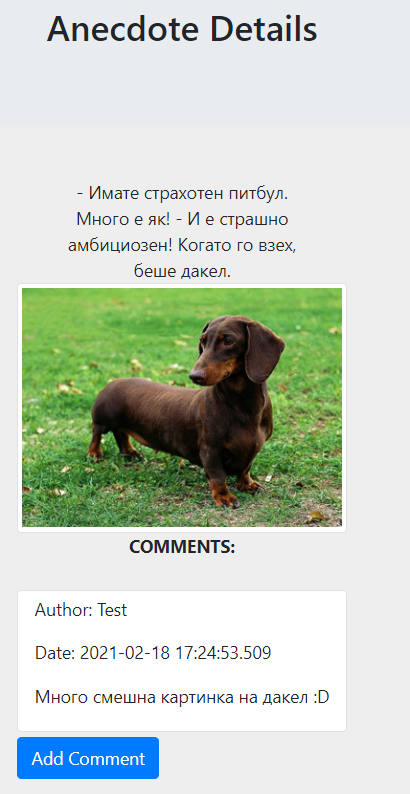 Anecdote Details
- Имате страхотен питбул.
Много е як! - И е страшно
амбициозен! Когато го взех,
беше дакел.
COMMENTS:
Author: Test
Date: 2021-02-18 17:24:53.509
Много смешна картинка на дакел :D
Add Comment